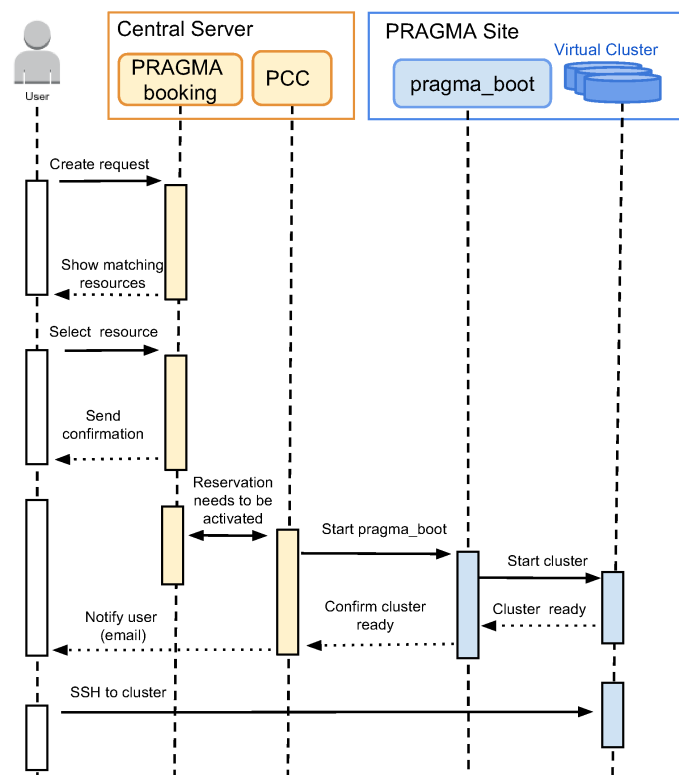 Central Server
PRAGMA Site
Virtual Cluster
PRAGMA
booking
PCC
pragma_boot
User
Create request
Show matching
resources
Select resource
Send
confirmation
Reservation
needs to be
activated
Start pragma_boot
Start cluster
Cluster ready
Confirm cluster
ready
Notify user
(email)
SSH to cluster